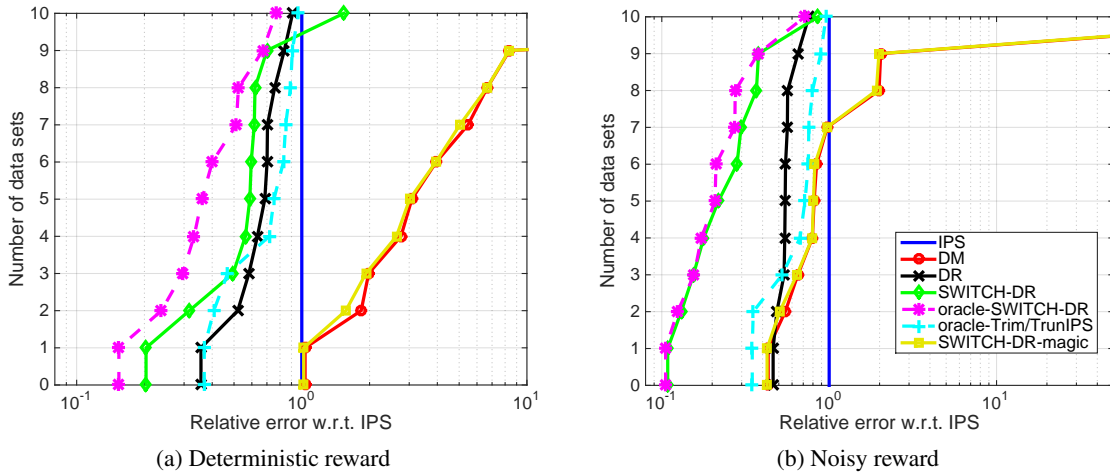 10
9
8
7
6
5
4
3
2
1
0
Number of data sets
10^-1
10^0
10^1
Relative error w.r.t. IPS
(a) Deterministic reward
10
9
8
7
6
5
4
3
2
1
0
Number of data sets
10^-1
10^0
10^1
Relative error w.r.t. IPS
IPS
DM
DR
SWITCH-DR
oracle-SWITCH-DR
oracle-Trim/TrunIPS
SWITCH-DR-magic
(b) Noisy reward